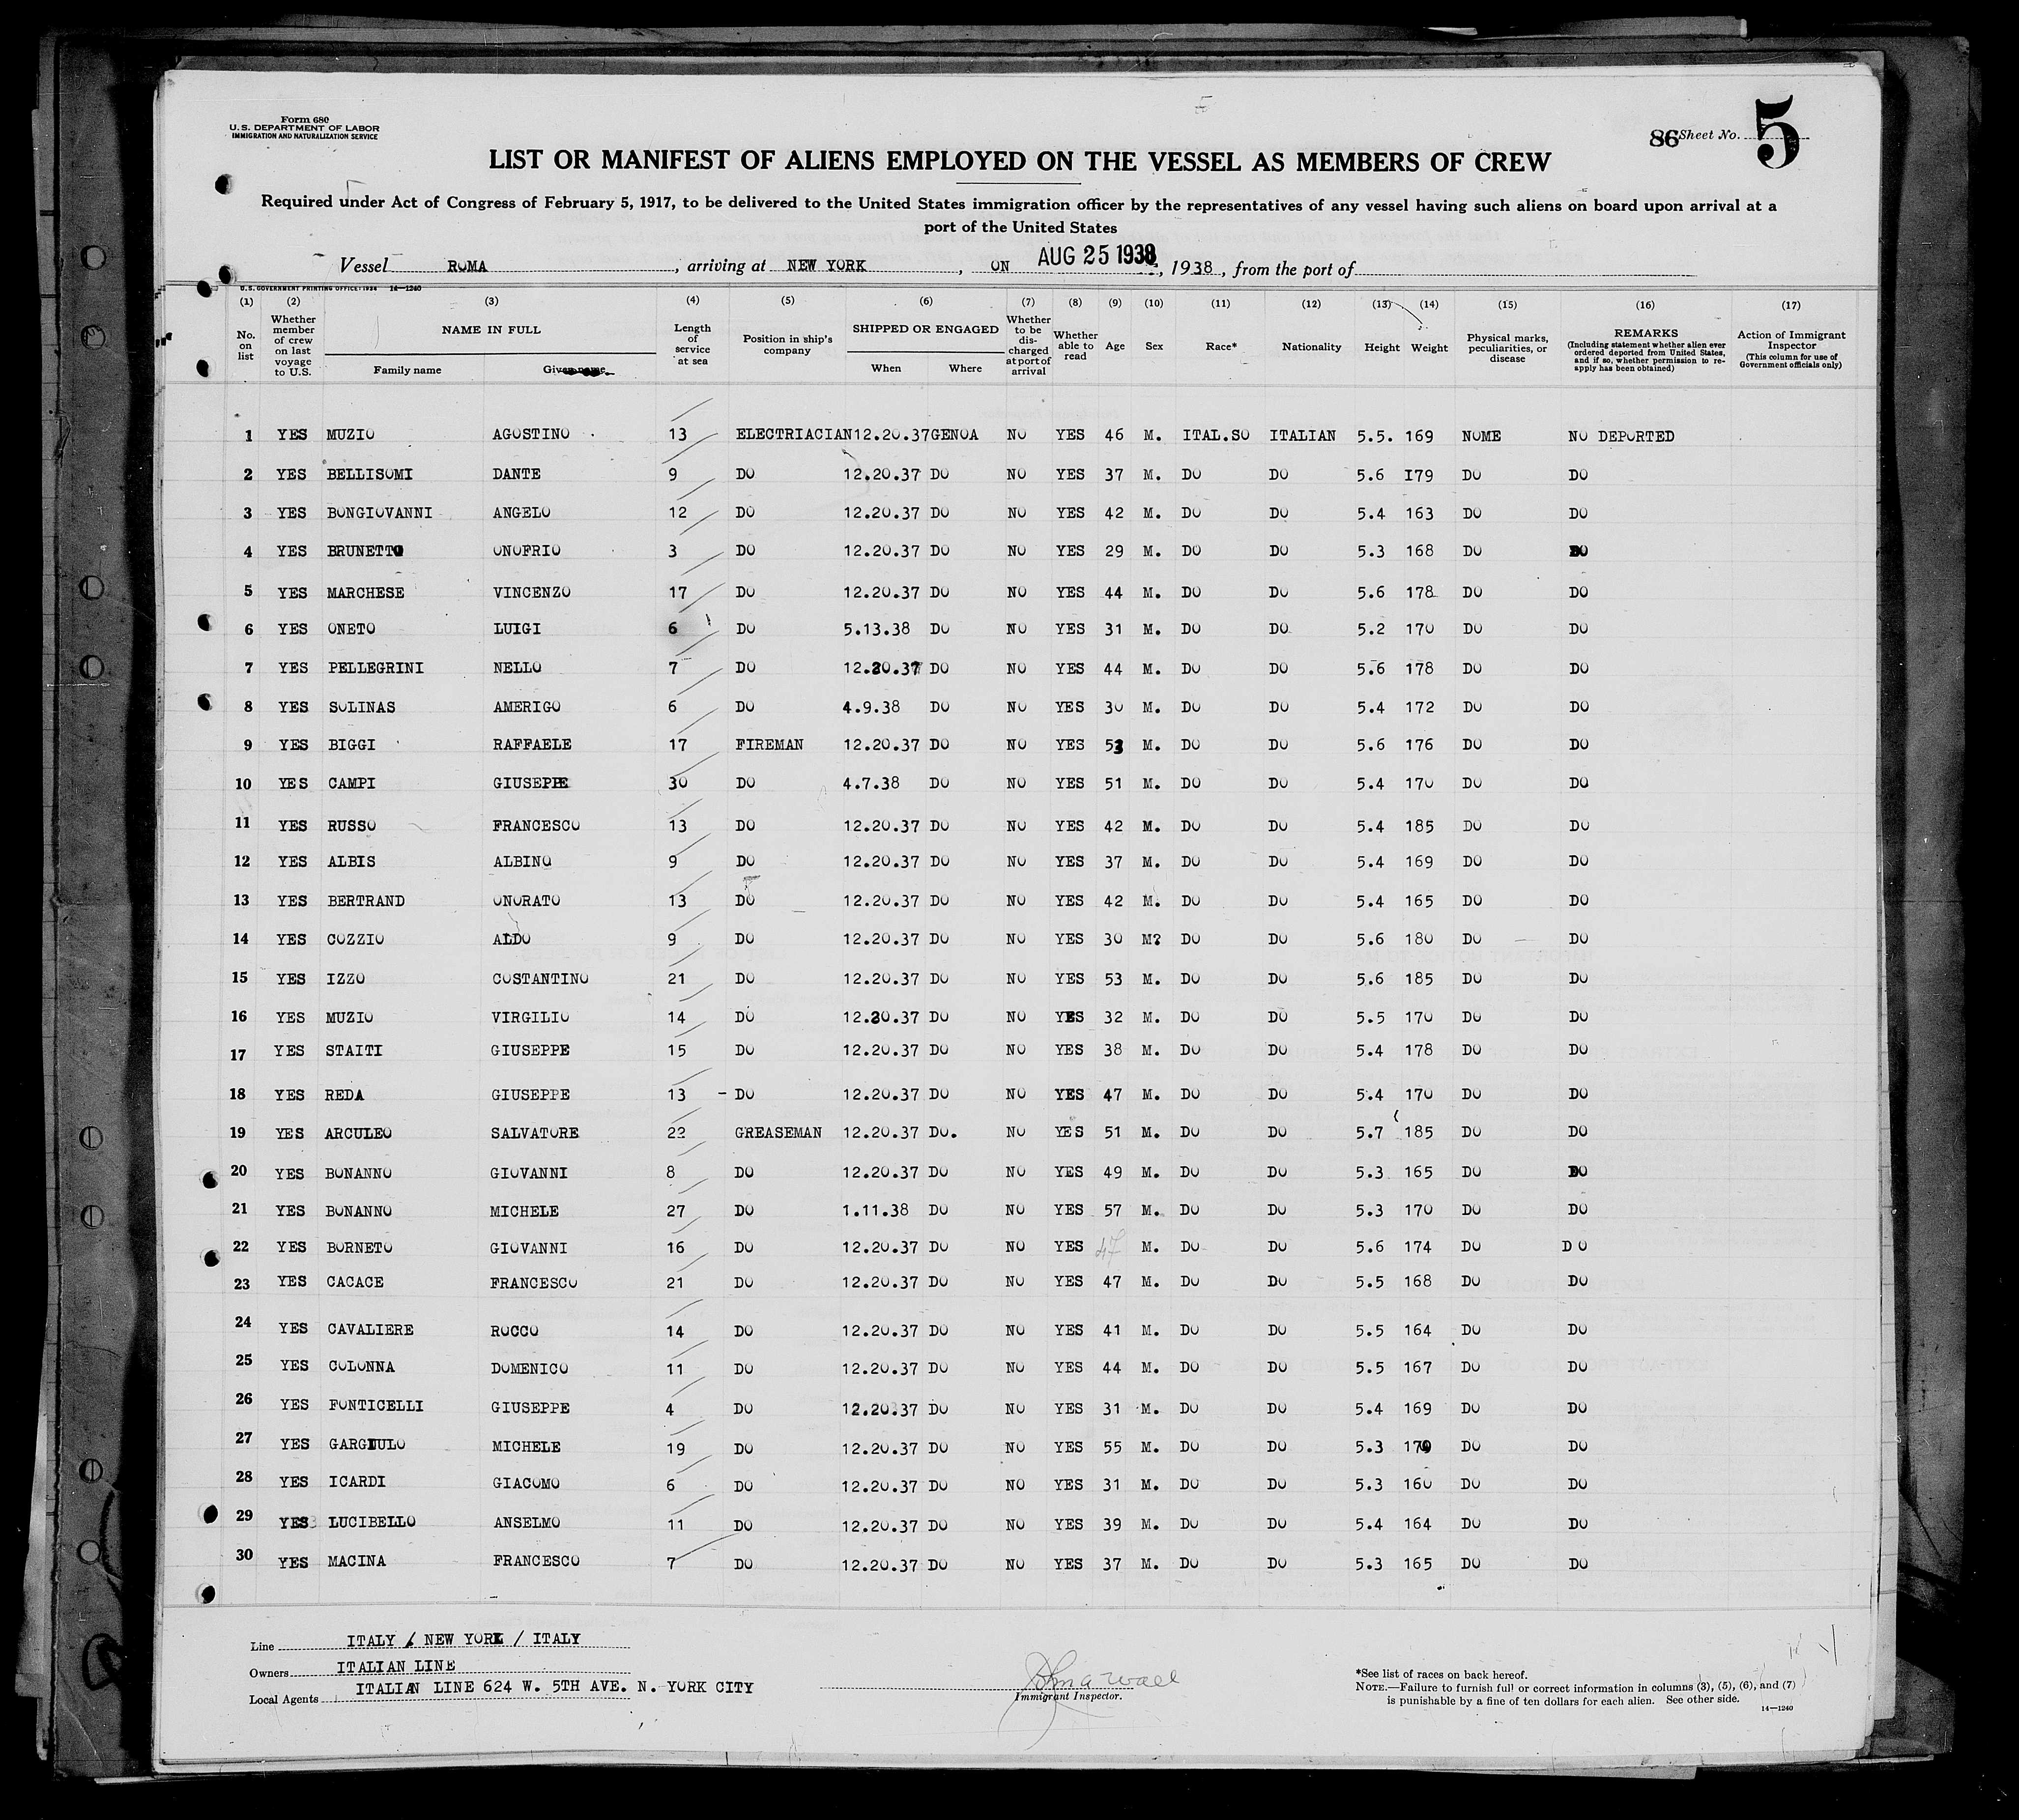 Form 680
U. S. DEPARTMENT OF LABOR
IMMIGRATION AND NATURALIZATION SERVICE
86 Sheet No. 5
LIST OR MANIFEST OF ALIENS EMPLOYED ON THE VESSEL AS MEMBERS OF CREW
Required under Act of Congress of February 5, 1917, to be delivered to the United States immigration officer by the representatives of any vessel having such aliens on board upon arrival at a
port of the United States
Vessel ROMA, arriving at NEW YORK, ON AUG 25 1938, 1938, from the port of
U. S. GOVERNMENT PRINTING OFFICE: 1934 14—1240
(1) (2) (3) (4) (5) (6) (7) (8) (9) (10) (11) (12) (13) (14) (15) (16) (17)
No. on list Whether member of crew on last voyage to U.S. NAME IN FULL Family name Given name Length of service at sea Position in ship's company SHIPPED OR ENGAGED When Where Whether to be discharged at port of arrival Whether able to read Age Sex Race* Nationality Height Weight Physical marks, peculiarities, or disease REMARKS (Including statement whether alien ever ordered deported from United States, and if so, whether permission to re-apply has been obtained) Action of Immigrant Inspector (This column for use of Government officials only)
1 YES MUZIO AGOSTINO 13 ELECTRIACIAN 12.20.37 GENOA NO YES 46 M. ITAL.SO ITALIAN 5.5. 169 NOME NO DEPORTED
2 YES BELLISOMI DANTE 9 DO 12.20.37 DO NO YES 37 M. DO DO 5.6 I79 DO DO
3 YES BONGIOVANNI ANGELO 12 DO 12.20.37 DO NO YES 42 M. DO DO 5.4 163 DO DO
4 YES BRUNETTO ONOFRIO 3 DO 12.20.37 DO NO YES 29 M. DO DO 5.3 168 DO DO
5 YES MARCHESE VINCENZO 17 DO 12.20.37 DO NO YES 44 M. DO DO 5.6 178 DO DO
6 YES ONETO LUIGI 6 DO 5.13.38 DO NO YES 31 M. DO DO 5.2 170 DO DO
7 YES PELLEGRINI NELLO 7 DO 12.20.37 DO NO YES 44 M. DO DO 5.6 178 DO DO
8 YES SOLINAS AMERIGO 6 DO 4.9.38 DO NO YES 30 M. DO DO 5.4 172 DO DO
9 YES BIGGI RAFFAELE 17 FIREMAN 12.20.37 DO NO YES 53 M. DO DO 5.6 176 DO DO
10 YES CAMPI GIUSEPPE 30 DO 4.7.38 DO NO YES 51 M. DO DO 5.4 170 DO DO
11 YES RUSSO FRANCESCO 13 DO 12.20.37 DO NO YES 42 M. DO DO 5.4 185 DO DO
12 YES ALBIS ALBINO 9 DO 12.20.37 DO NO YES 37 M. DO DO 5.4 169 DO DO
13 YES BERTRAND ONORATO 13 DO 12.20.37 DO NO YES 42 M. DO DO 5.4 165 DO DO
14 YES COZZIO ALDO 9 DO 12.20.37 DO NO YES 30 M? DO DO 5.6 180 DO DO
15 YES IZZO COSTANTINO 21 DO 12.20.37 DO NO YES 53 M. DO DO 5.6 185 DO DO
16 YES MUZIO VIRGILIO 14 DO 12.20.37 DO NO YES 32 M. DO DO 5.5 170 DO DO
17 YES STAITI GIUSEPPE 15 DO 12.20.37 DO NO YES 38 M. DO DO 5.4 178 DO DO
18 YES REDA GIUSEPPE 13 - DO 12.20.37 DO NO YES 47 M. DO DO 5.4 170 DO DO
19 YES ARCULEO SALVATORE 22 GREASEMAN 12.20.37 DO. NO YES 51 M. DO DO 5.7 185 DO DO
20 YES BONANNO GIOVANNI 8 DO 12.20.37 DO NO YES 49 M. DO DO 5.3 165 DO DO
21 YES BONANNO MICHELE 27 DO 1.11.38 DO NO YES 57 M. DO DO 5.3 170 DO DO
22 YES BORNETO GIOVANNI 16 DO 12.20.37 DO NO YES 47 M. DO DO 5.6 174 DO DO
23 YES CACACE FRANCESCO 21 DO 12.20.37 DO NO YES 47 M. DO DO 5.5 168 DO DO
24 YES CAVALIERE ROCCO 14 DO 12.20.37 DO NO YES 41 M. DO DO 5.5 164 DO DO
25 YES COLONNA DOMENICO 11 DO 12.20.37 DO NO YES 44 M. DO DO 5.5 167 DO DO
26 YES FONTICELLI GIUSEPPE 4 DO 12.20.37 DO NO YES 31 M. DO DO 5.4 169 DO DO
27 YES GARGIULO MICHELE 19 DO 12.20.37 DO NO YES 55 M. DO DO 5.3 170 DO DO
28 YES ICARDI GIACOMO 6 DO 12.20.37 DO NO YES 31 M. DO DO 5.3 160 DO DO
29 YES LUCIBELLO ANSELMO 11 DO 12.20.37 DO NO YES 39 M. DO DO 5.4 164 DO DO
30 YES MACINA FRANCESCO 7 DO 12.20.37 DO NO YES 37 M. DO DO 5.3 165 DO DO
Line ITALY / NEW YORK / ITALY
Owners ITALIAN LINE
Local Agents ITALIAN LINE 624 W. 5TH AVE. N. YORK CITY
Immigrant Inspector.
*See list of races on back hereof.
NOTE.—Failure to furnish full or correct information in columns (3), (5), (6), and (7)
is punishable by a fine of ten dollars for each alien. See other side.
14—1240